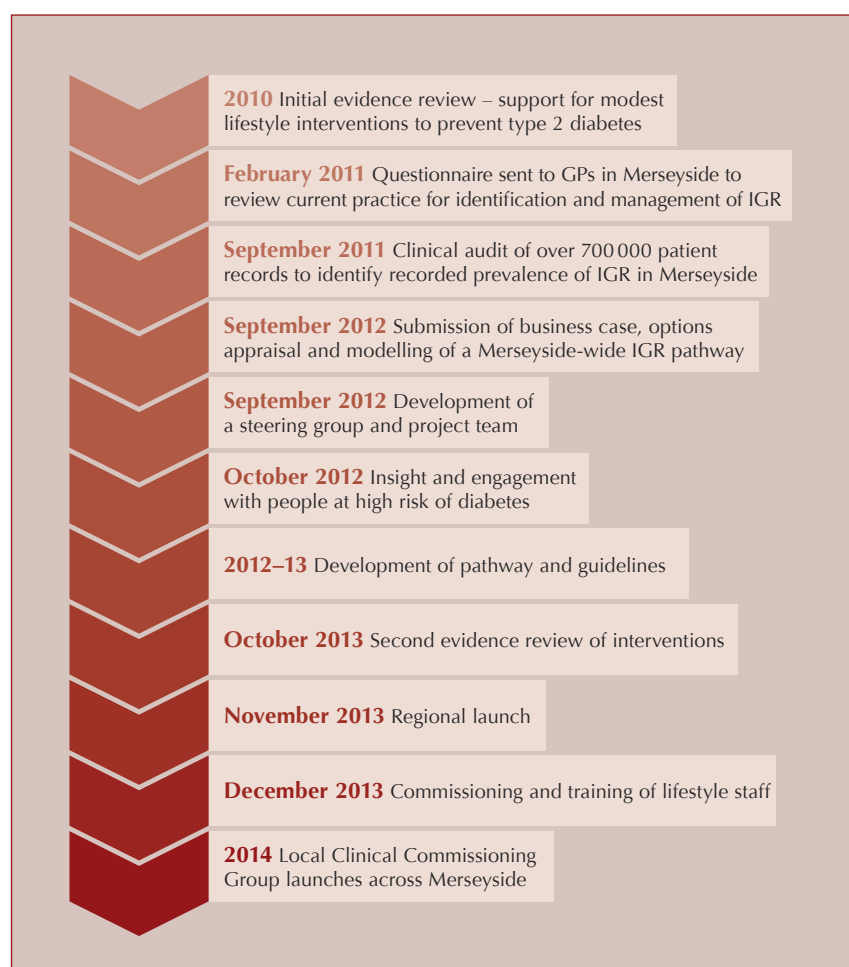 2010 Initial evidence review – support for modest
lifestyle interventions to prevent type 2 diabetes
February 2011 Questionnaire sent to GPs in Merseyside to
review current practice for identification and management of IGR
September 2011 Clinical audit of over 700 000 patient
records to identify recorded prevalence of IGR in Merseyside
September 2012 Submission of business case, options
appraisal and modelling of a Merseyside-wide IGR pathway
September 2012 Development of
a steering group and project team
October 2012 Insight and engagement
with people at high risk of diabetes
2012–13 Development of pathway and guidelines
October 2013 Second evidence review of interventions
November 2013 Regional launch
December 2013 Commissioning and training of lifestyle staff
2014 Local Clinical Commissioning
Group launches across Merseyside